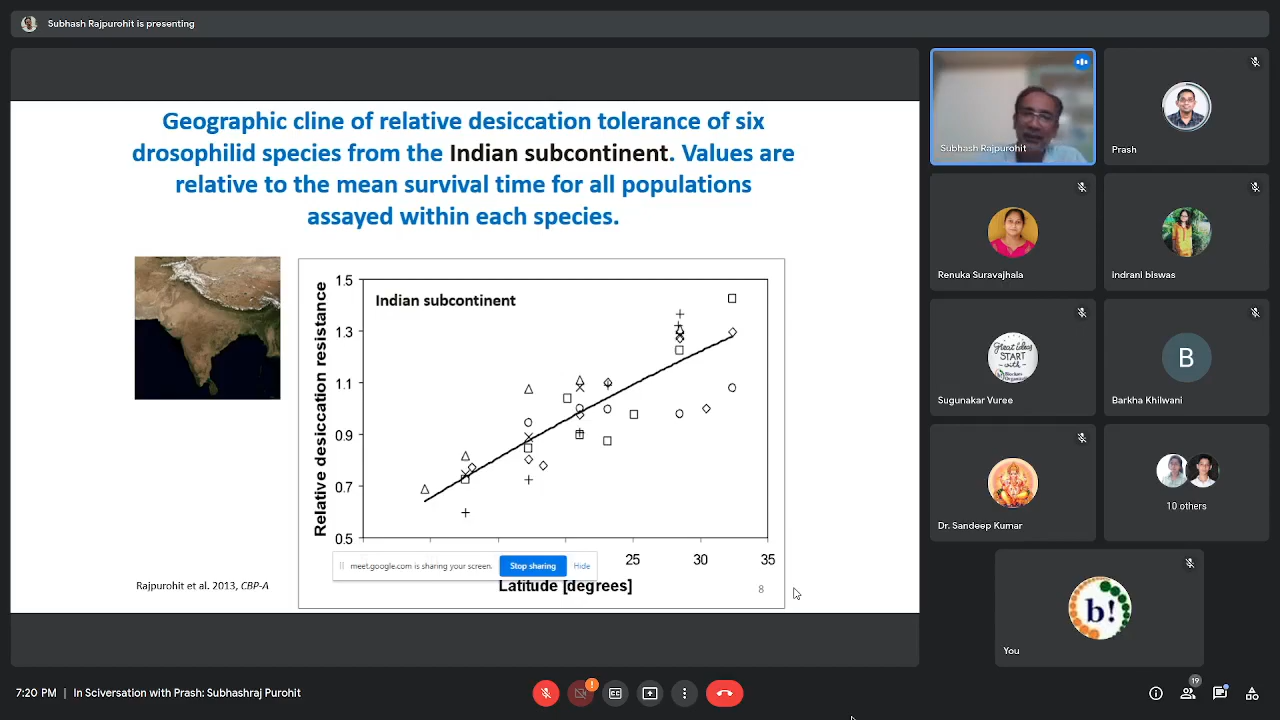 Subhash Rajpurohit is presenting
Geographic cline of relative desiccation tolerance of six
drosophilid species from the Indian subcontinent. Values are
relative to the mean survival time for all populations
assayed within each species.
Relative desiccation resistance
1.5
1.3
1.1
0.9
0.7
0.5
Indian subcontinent
25
30
35
meet.google.com is sharing your screen.
Stop sharing
Hide
Latitude [degrees]
8
Rajpurohit et al. 2013, CBP-A
Subhash Rajpurohit
Prash
Renuka Suravajhala
Indrani biswas
Great ideas
START
with
Sugunakar Vuree
B
Barkha Khilwani
Dr. Sandeep Kumar
10 others
b!
You
7:20 PM | In Sciversation with Prash: Subhashraj Purohit
!
19